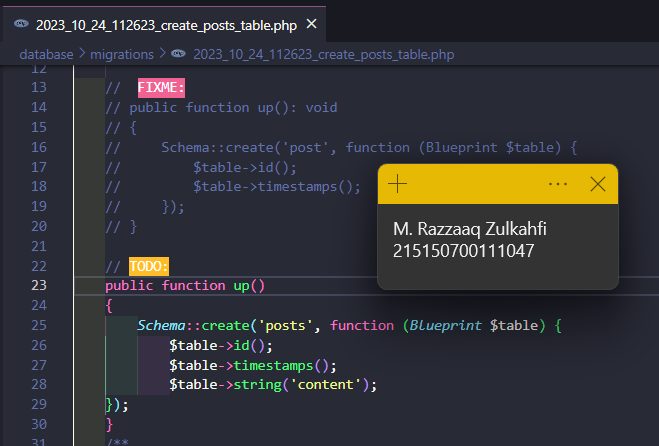 2023_10_24_112623_create_posts_table.php
database > migrations > 2023_10_24_112623_create_posts_table.php
12
13 // FIXME:
14 // public function up(): void
15 // {
16 //     Schema::create('post', function (Blueprint $table) {
17 //         $table->id();
18 //         $table->timestamps();
19 //     });
20 // }
21
22 // TODO:
23 public function up()
24 {
25     Schema::create('posts', function (Blueprint $table) {
26         $table->id();
27         $table->timestamps();
28         $table->string('content');
29 });
30 }
31 /**
M. Razzaaq Zulkahfi
215150700111047